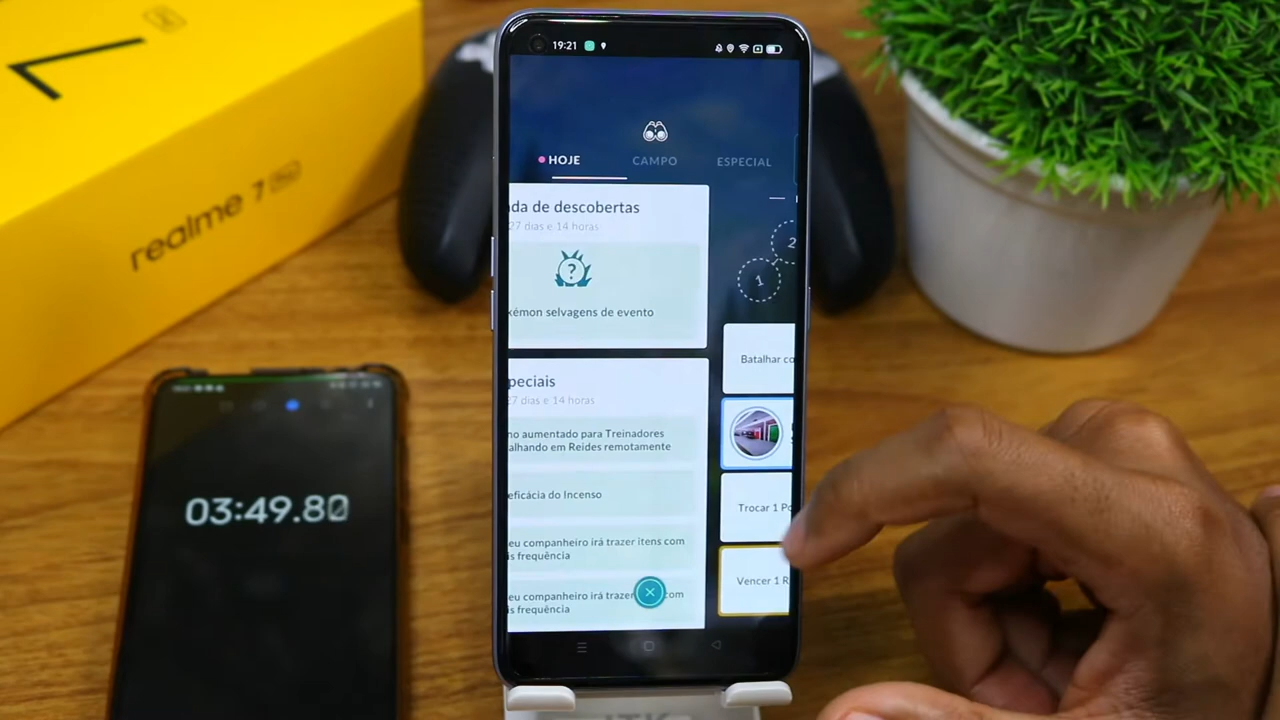 7
realme 7
19:21
HOJE CAMPO ESPECIAL
da de descobertas
27 dias e 14 horas
?
kémon selvagens de evento
peciais
27 dias e 14 horas
no aumentado para Treinadores
alhando em Reides remotamente
eficácia do Incenso
eu companheiro irá trazer itens com
is frequência
eu companheiro irá trazer com
is frequência
2
1
Batalhar co
Trocar 1 Po
Vencer 1 R
03:49.80